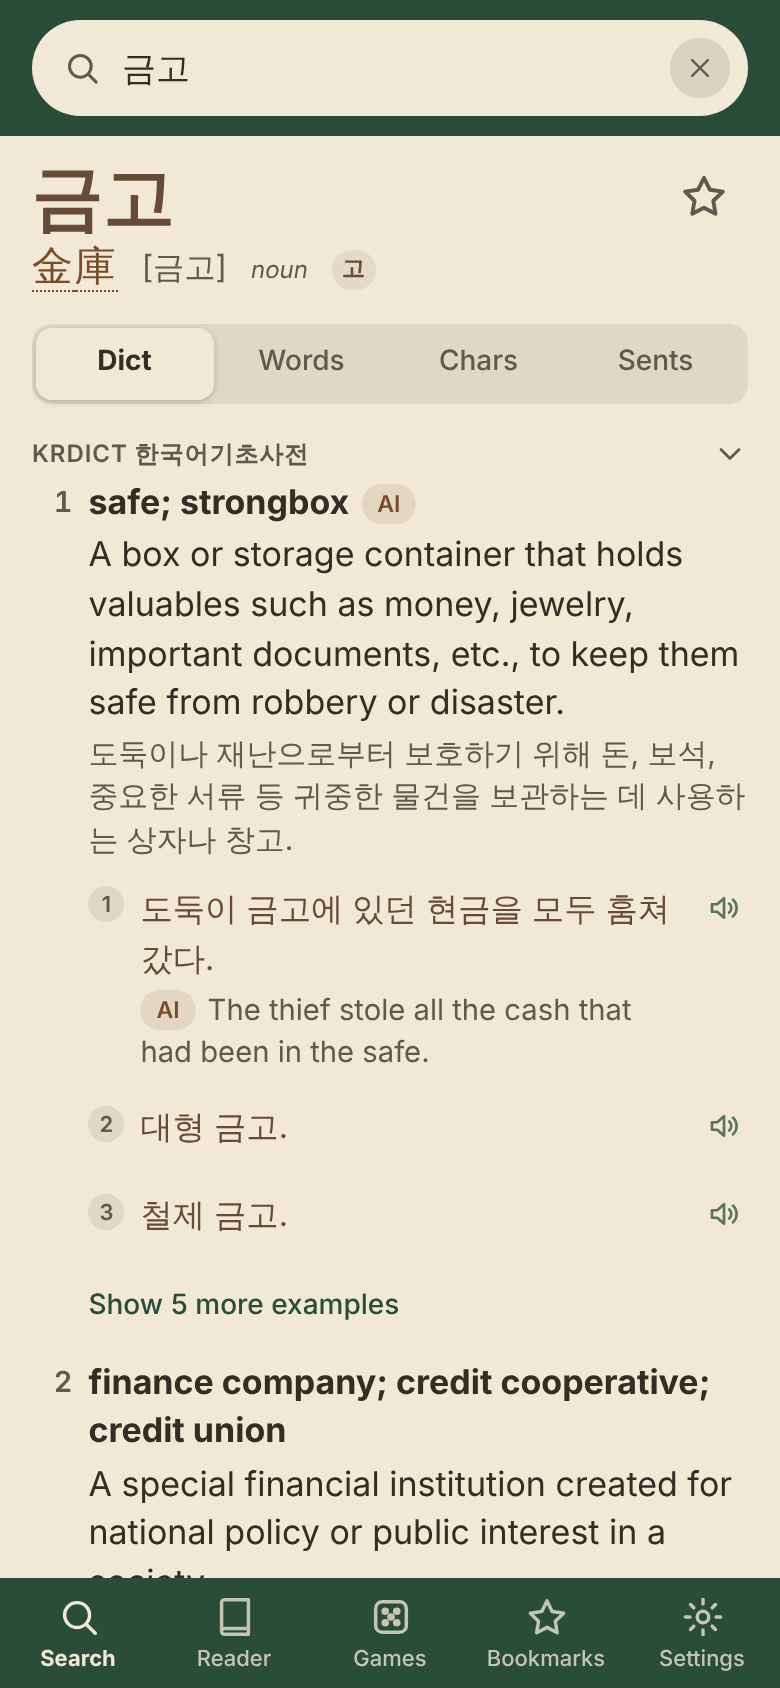 금고
금고
金庫 [금고] noun 고
Dict Words Chars Sents
KRDICT 한국어기초사전
1 safe; strongbox AI
A box or storage container that holds
valuables such as money, jewelry,
important documents, etc., to keep them
safe from robbery or disaster.
도둑이나 재난으로부터 보호하기 위해 돈, 보석,
중요한 서류 등 귀중한 물건을 보관하는 데 사용하
는 상자나 창고.
1 도둑이 금고에 있던 현금을 모두 훔쳐
갔다.
AI The thief stole all the cash that
had been in the safe.
2 대형 금고.
3 철제 금고.
Show 5 more examples
2 finance company; credit cooperative;
credit union
A special financial institution created for
national policy or public interest in a
society.
Search Reader Games Bookmarks Settings